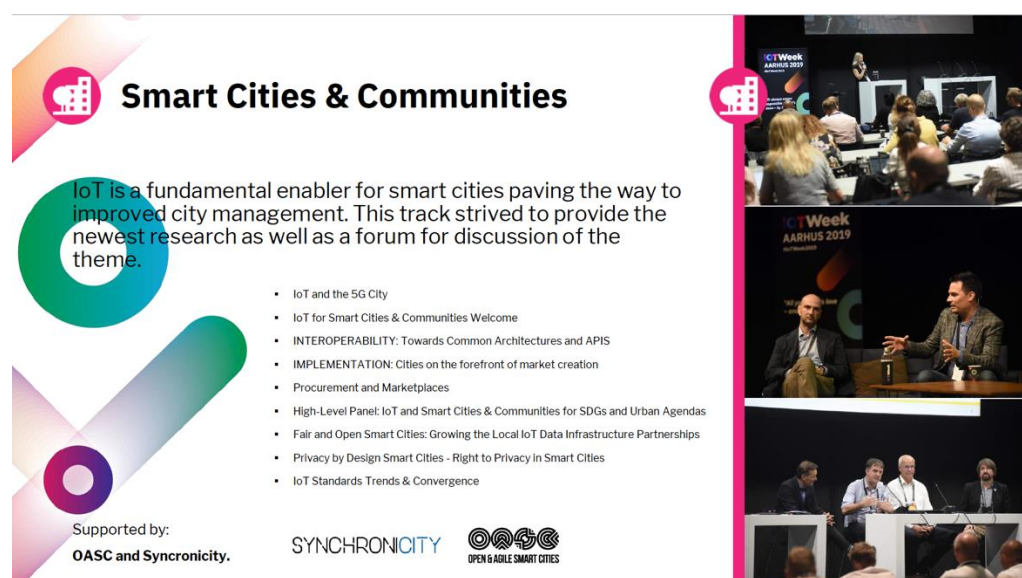 Smart Cities & Communities
IoT is a fundamental enabler for smart cities paving the way to
improved city management. This track strived to provide the
newest research as well as a forum for discussion of the
theme.
▪ IoT and the 5G City
▪ IoT for Smart Cities & Communities Welcome
▪ INTEROPERABILITY: Towards Common Architectures and APIS
▪ IMPLEMENTATION: Cities on the forefront of market creation
▪ Procurement and Marketplaces
▪ High-Level Panel: IoT and Smart Cities & Communities for SDGs and Urban Agendas
▪ Fair and Open Smart Cities: Growing the Local IoT Data Infrastructure Partnerships
▪ Privacy by Design Smart Cities - Right to Privacy in Smart Cities
▪ IoT Standards Trends & Convergence
Supported by:
OASC and Syncronicity.
SYNCHRONICITY
OASC
OPEN & AGILE SMART CITIES
IOTWeek
AARHUS 2019
IOTWeek
AARHUS 2019